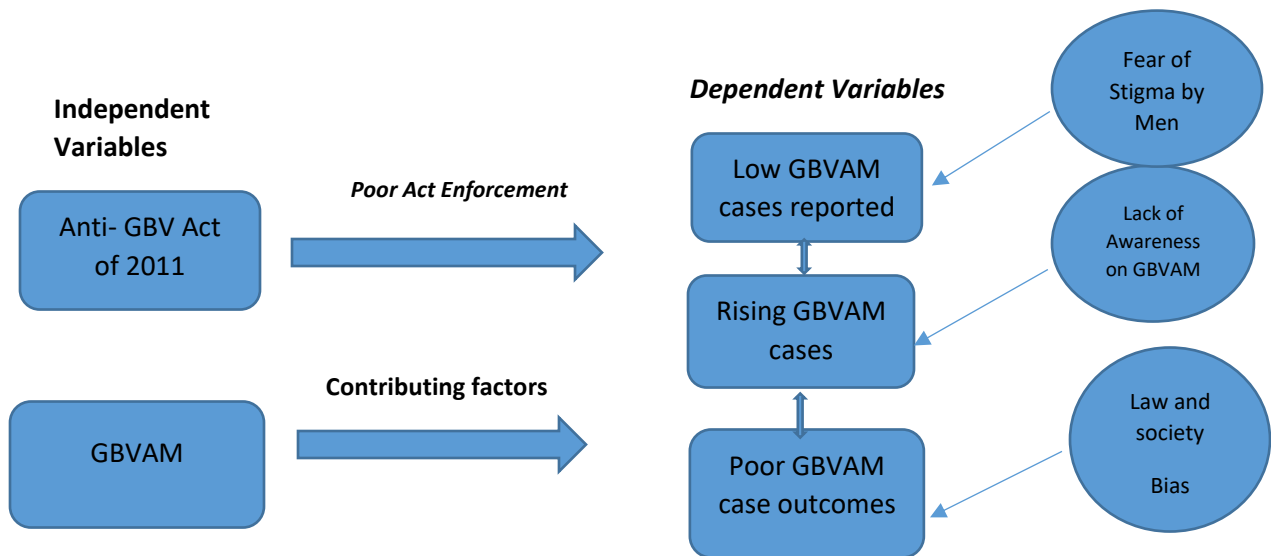 Independent
Variables
Anti- GBV Act
of 2011
GBVAM
Poor Act Enforcement
Contributing factors
Dependent Variables
Low GBVAM
cases reported
Rising GBVAM
cases
Poor GBVAM
case outcomes
Fear of
Stigma by
Men
Lack of
Awareness
on GBVAM
Law and
society
Bias